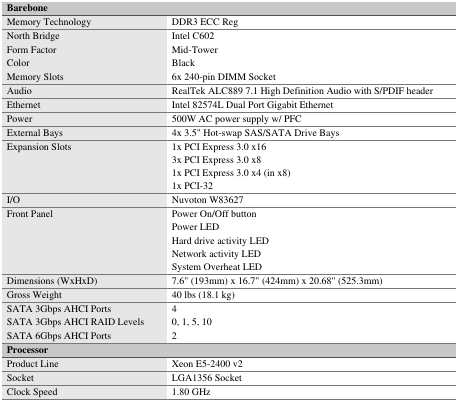 Barebone
Memory Technology DDR3 ECC Reg
North Bridge Intel C602
Form Factor Mid-Tower
Color Black
Memory Slots 6x 240-pin DIMM Socket
Audio RealTek ALC889 7.1 High Definition Audio with S/PDIF header
Ethernet Intel 82574L Dual Port Gigabit Ethernet
Power 500W AC power supply w/ PFC
External Bays 4x 3.5" Hot-swap SAS/SATA Drive Bays
Expansion Slots 1x PCI Express 3.0 x16
3x PCI Express 3.0 x8
1x PCI Express 3.0 x4 (in x8)
1x PCI-32
I/O Nuvoton W83627
Front Panel Power On/Off button
Power LED
Hard drive activity LED
Network activity LED
System Overheat LED
Dimensions (WxHxD) 7.6" (193mm) x 16.7" (424mm) x 20.68" (525.3mm)
Gross Weight 40 lbs (18.1 kg)
SATA 3Gbps AHCI Ports 4
SATA 3Gbps AHCI RAID Levels 0, 1, 5, 10
SATA 6Gbps AHCI Ports 2
Processor
Product Line Xeon E5-2400 v2
Socket LGA1356 Socket
Clock Speed 1.80 GHz